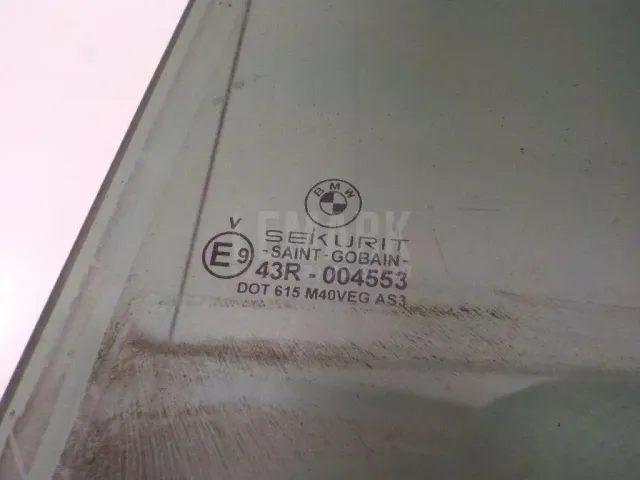 BMW
V
SEKURIT
E9
-SAINT-GOBAIN-
43R - 004553
DOT 615 M40VEG AS3